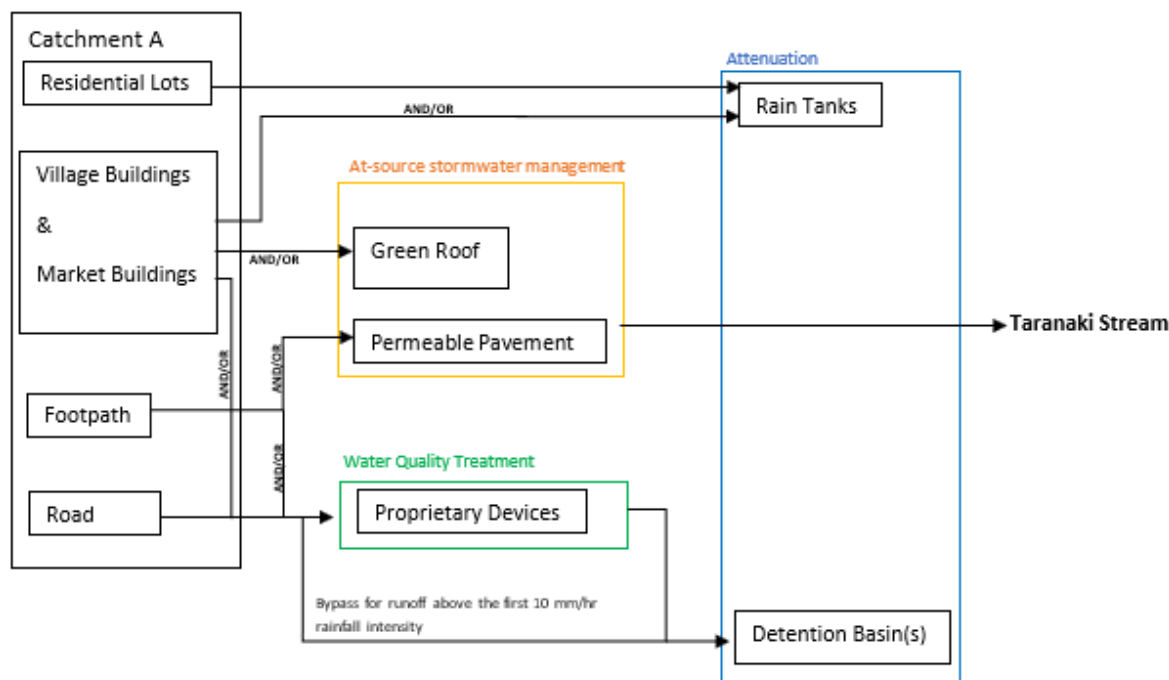 Catchment A
Residential Lots
Village Buildings
&
Market Buildings
Footpath
Road
AND/OR
AND/OR
AND/OR
AND/OR
AND/OR
At-source stormwater management
Green Roof
Permeable Pavement
Water Quality Treatment
Proprietary Devices
Bypass for runoff above the first 10 mm/hr
rainfall intensity
Attenuation
Rain Tanks
Detention Basin(s)
Taranaki Stream